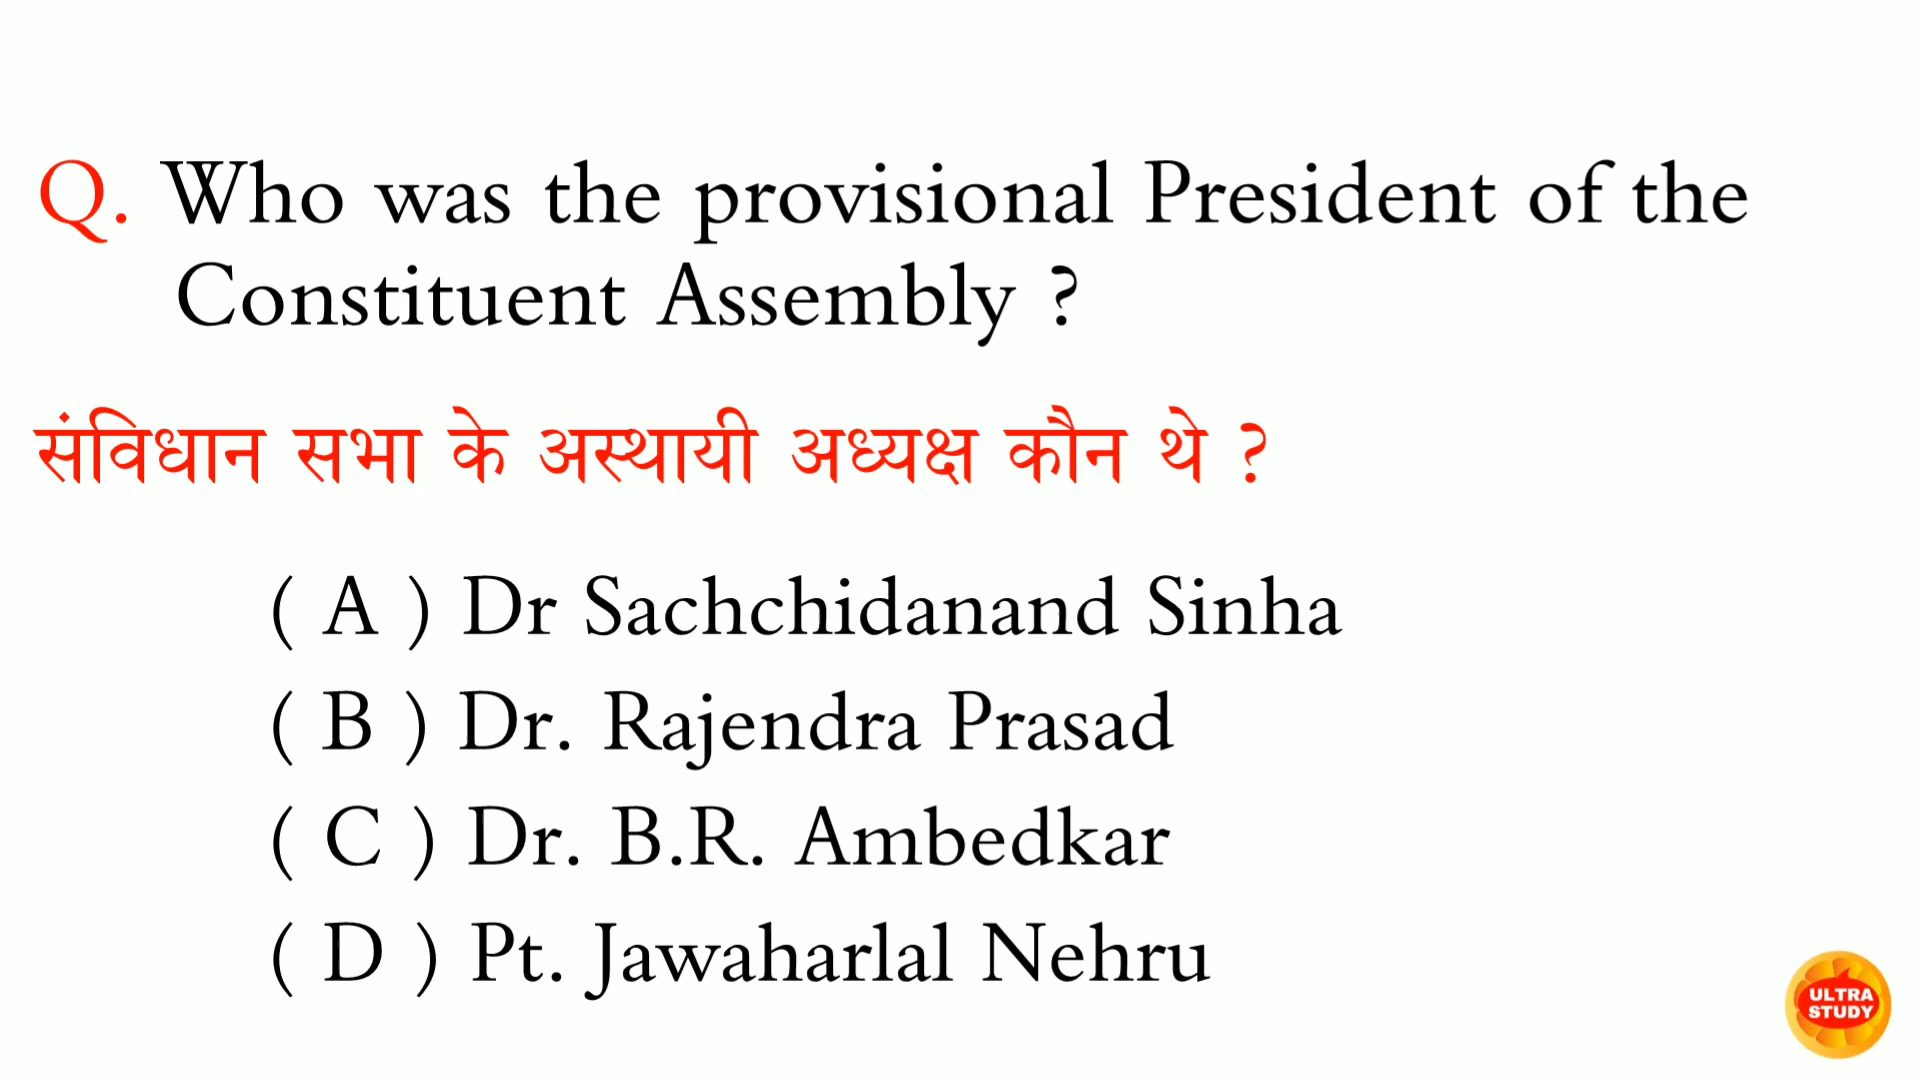 Q. Who was the provisional President of the
Constituent Assembly ?
संविधान सभा के अस्थायी अध्यक्ष कौन थे ?
( A ) Dr Sachchidanand Sinha
( B ) Dr. Rajendra Prasad
( C ) Dr. B.R. Ambedkar
( D ) Pt. Jawaharlal Nehru
ULTRA
STUDY